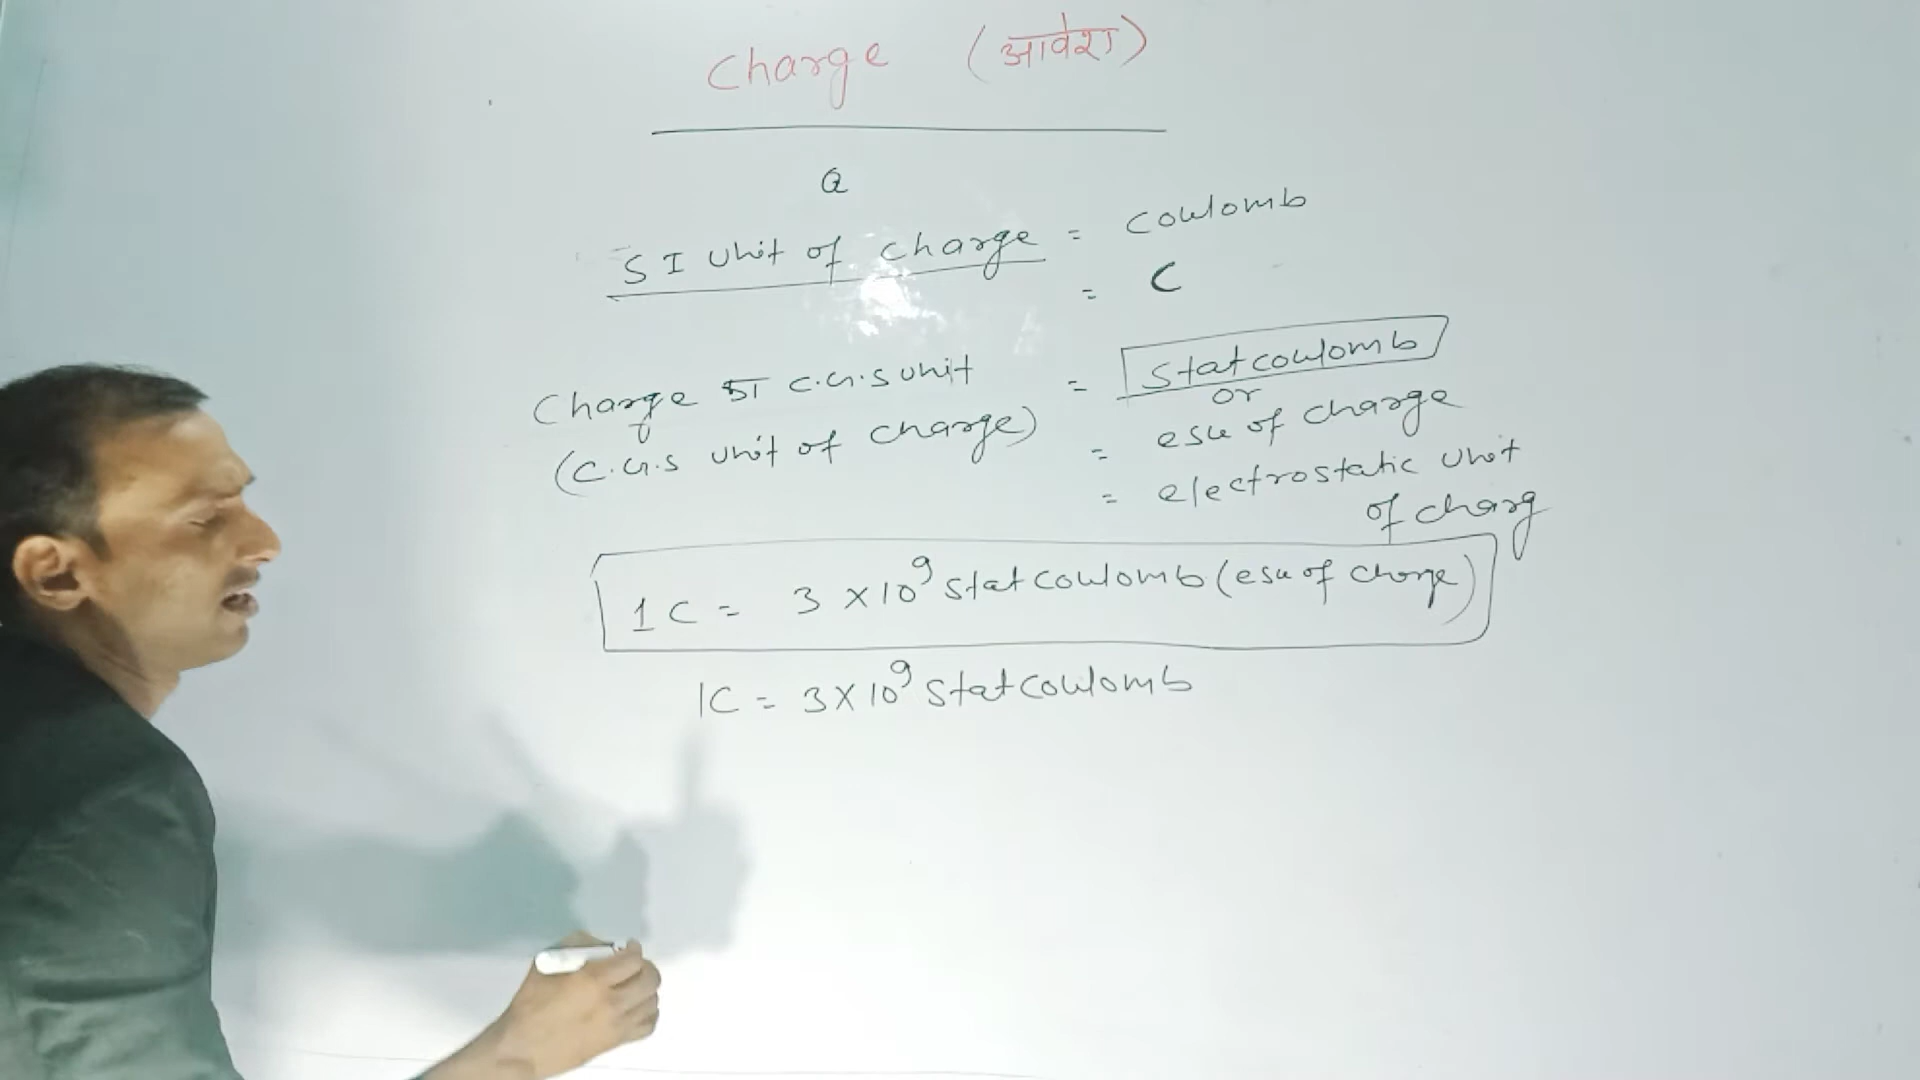 Charge (आवेश)
Q
SI unit of charge = coulomb
= C
Charge का C.G.S unit = Statcoulomb
or
(C.G.S unit of charge) = esu of charge
= electrostatic unit
of charg
1 C = 3 × 10⁹ statcoulomb (esu of charge)
1C = 3 × 10⁹ statcoulomb